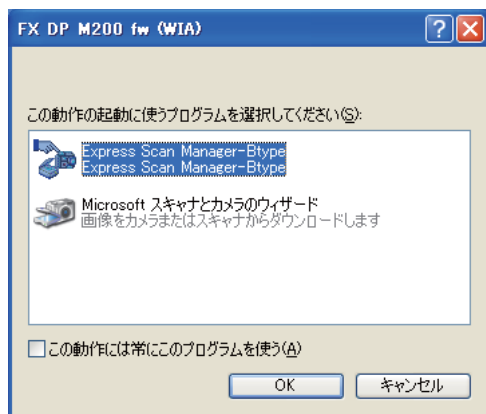 FX DP M200 fw (WIA)
この動作の起動に使うプログラムを選択してください(S):
Express Scan Manager-Btype
Express Scan Manager-Btype
Microsoft スキャナとカメラのウィザード
画像をカメラまたはスキャナからダウンロードします
この動作には常にこのプログラムを使う(A)
OK
キャンセル